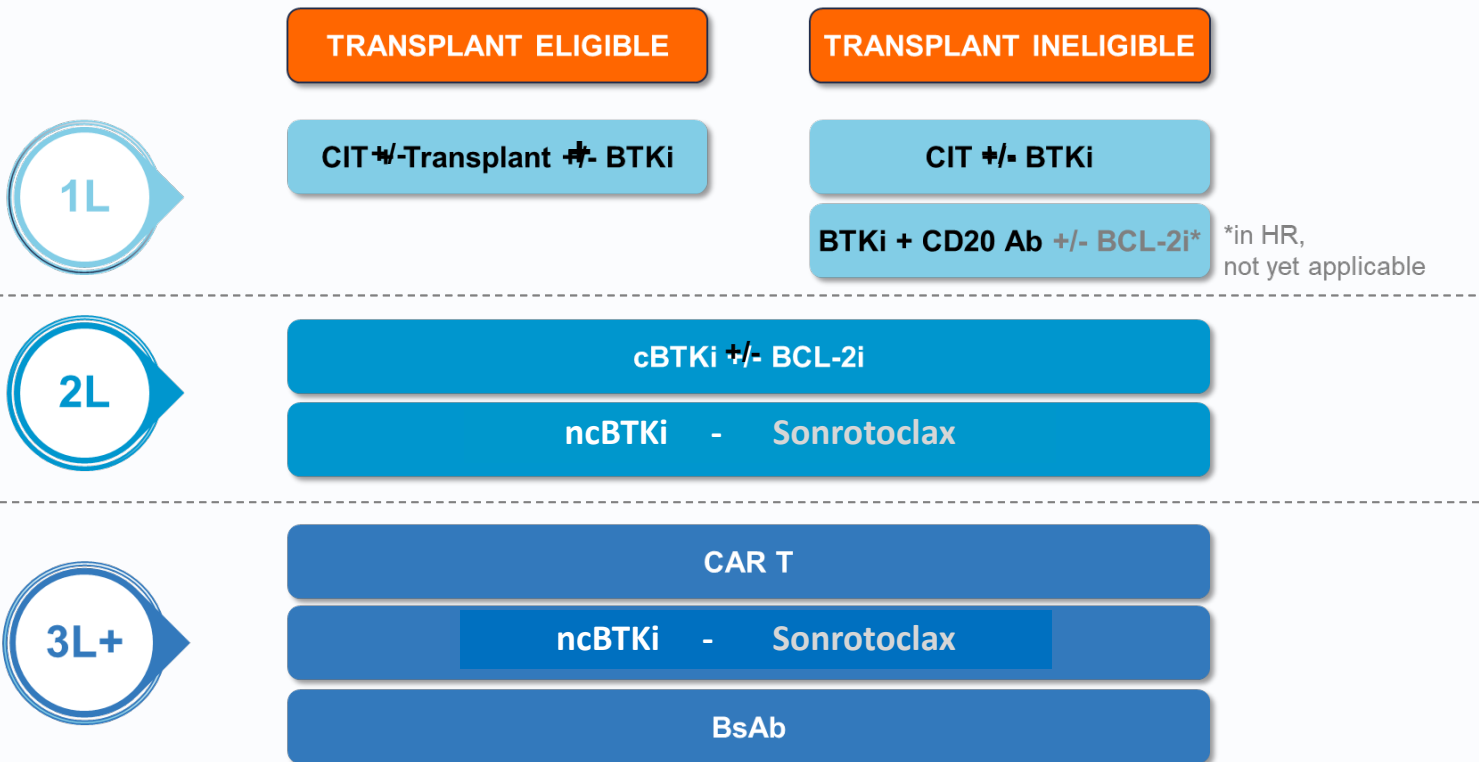 TRANSPLANT ELIGIBLE
TRANSPLANT INELIGIBLE
1L
CIT +/-Transplant +/- BTKi
CIT +/- BTKi
BTKi + CD20 Ab +/- BCL-2i*
*in HR,
not yet applicable
2L
cBTKi +/- BCL-2i
ncBTKi - Sonrotoclax
3L+
CAR T
ncBTKi - Sonrotoclax
BsAb